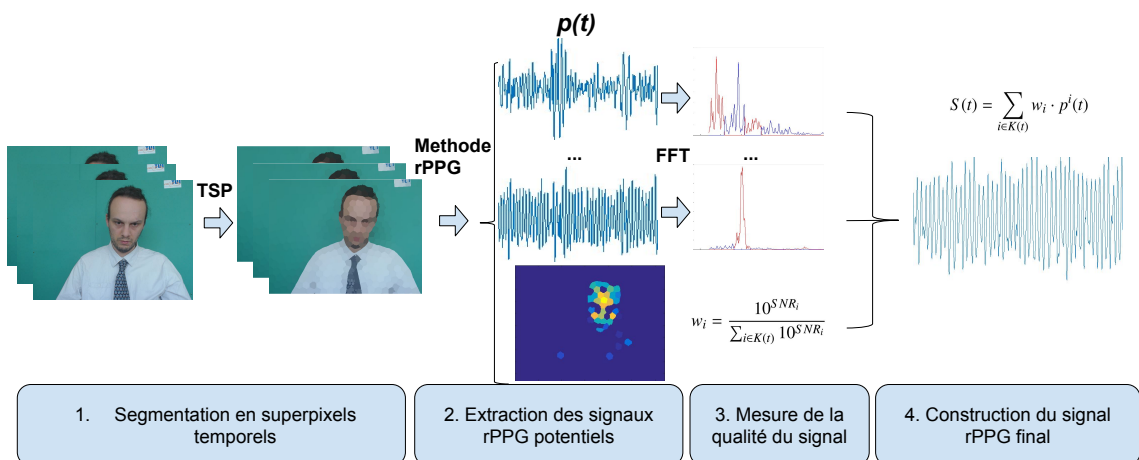 p(t)
TSP
Methode
rPPG
...
FFT
...
S(t) = ∑_{i∈K(t)} w_i · p^i(t)
w_i = 10^{SNR_i} / ∑_{i∈K(t)} 10^{SNR_i}
1. Segmentation en superpixels
temporels
2. Extraction des signaux
rPPG potentiels
3. Mesure de la
qualité du signal
4. Construction du signal
rPPG final